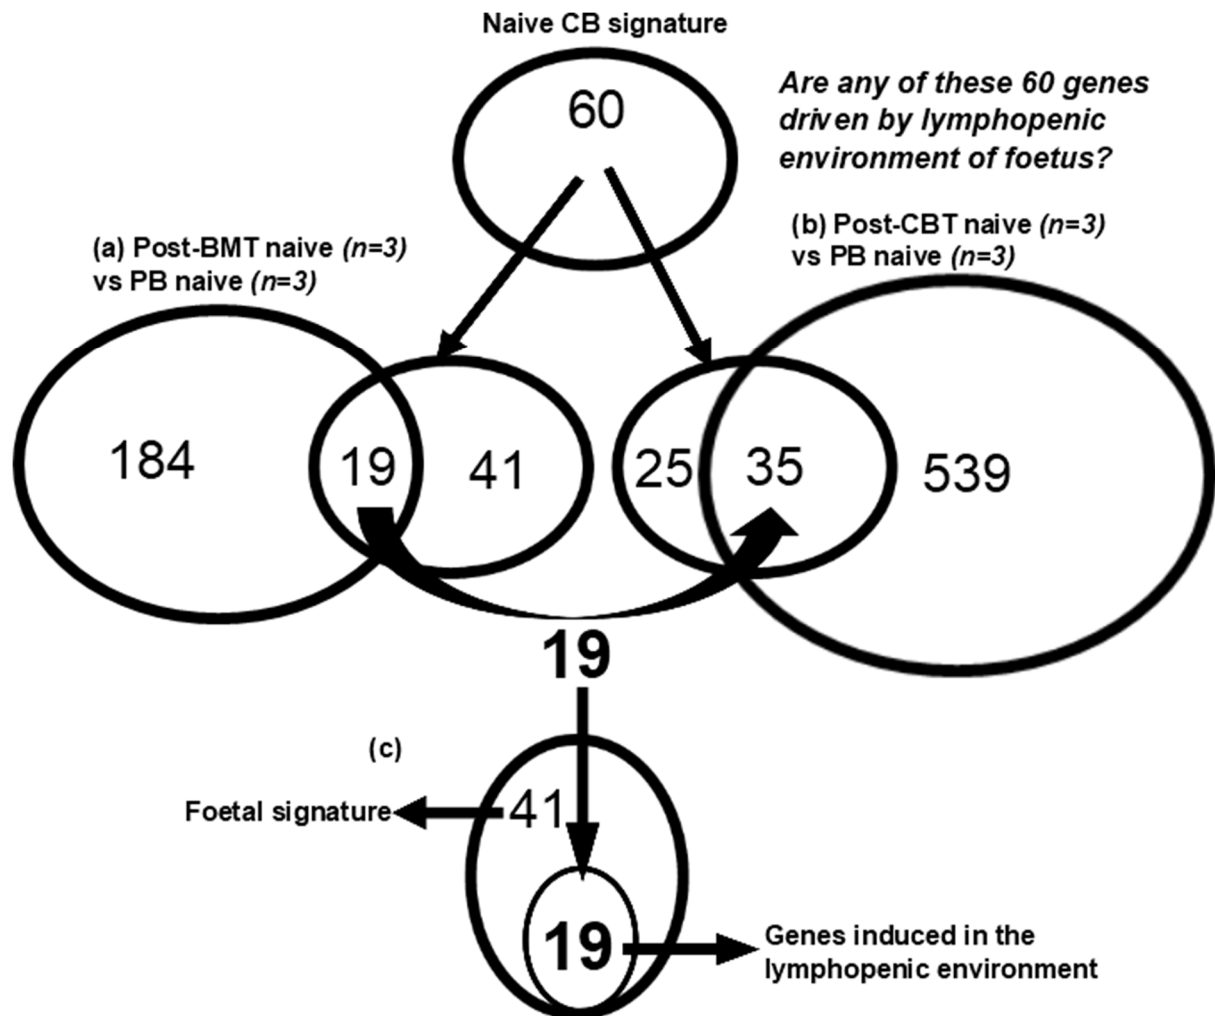 Naive CB signature
60
Are any of these 60 genes
driven by lymphopenic
environment of foetus?
(a) Post-BMT naive (n=3)
vs PB naive (n=3)
(b) Post-CBT naive (n=3)
vs PB naive (n=3)
184
19
41
25
35
539
19
(c)
41
Foetal signature
19
Genes induced in the
lymphopenic environment